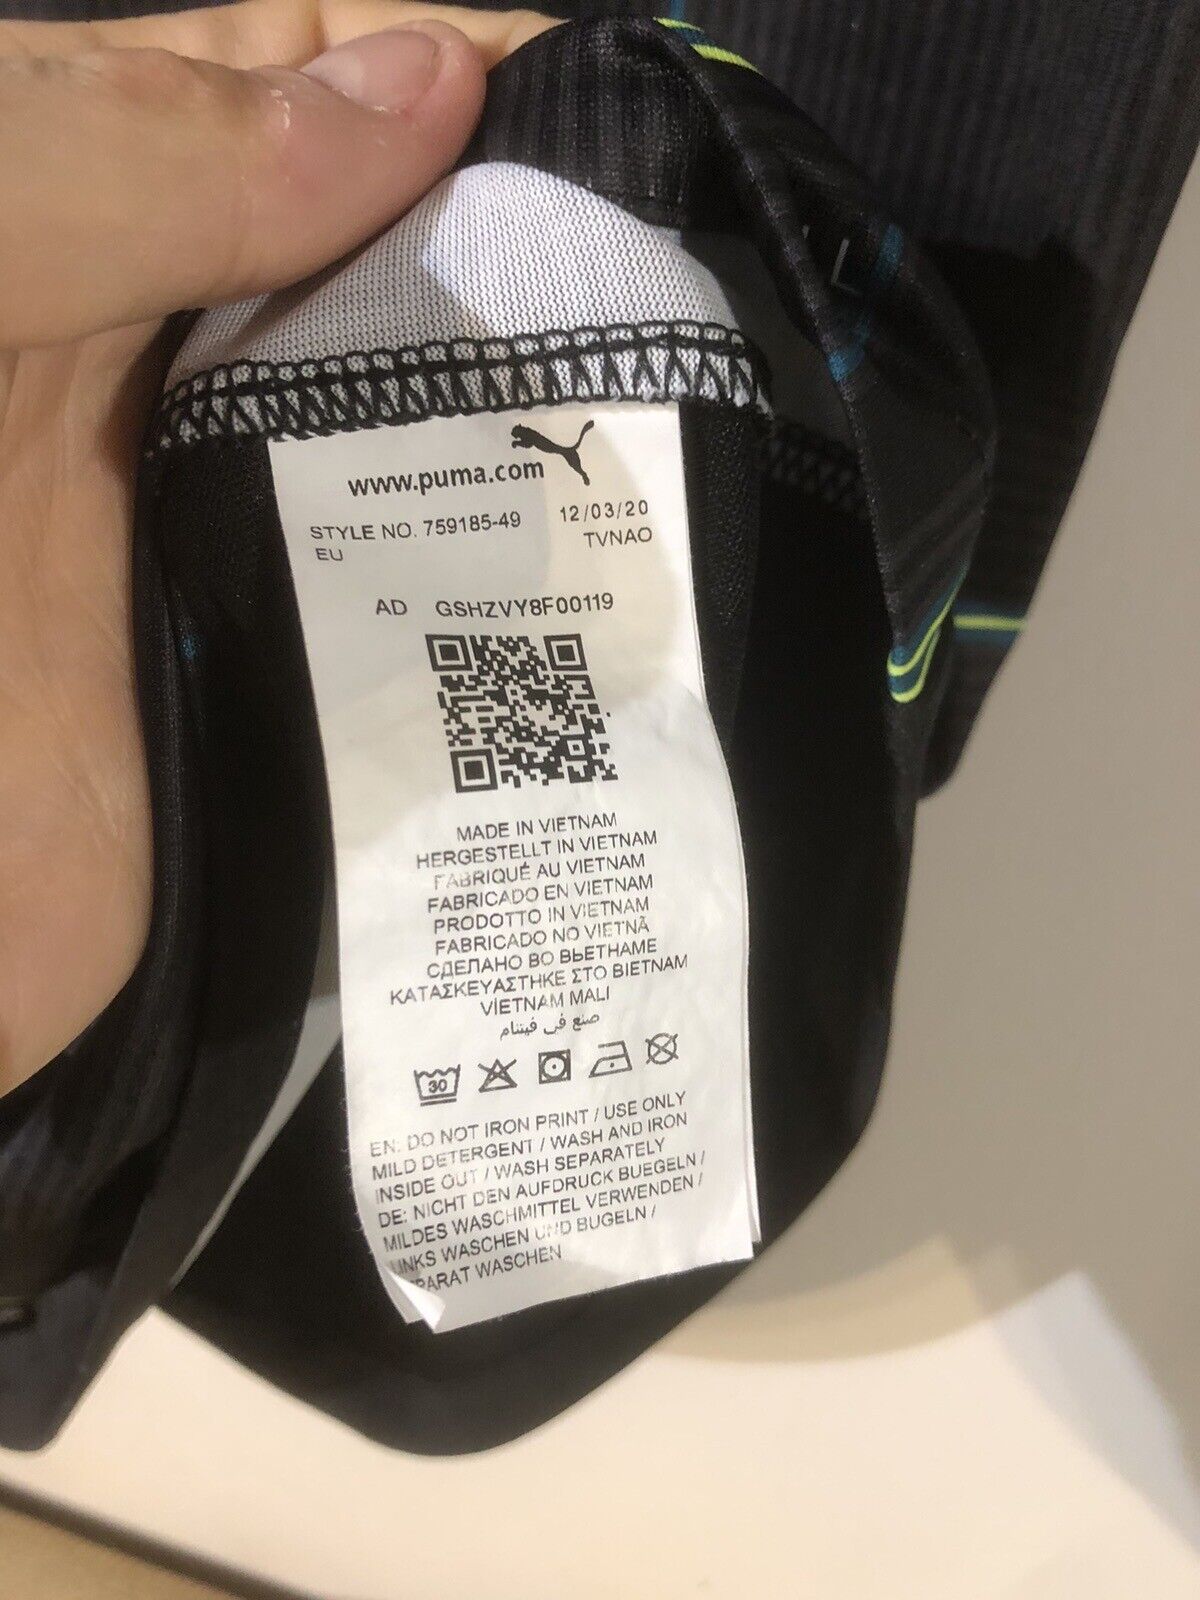 www.puma.com
STYLE NO. 759185-49 12/03/20
EU TVNAO
AD GSHZVY8F00119
MADE IN VIETNAM
HERGESTELLT IN VIETNAM
FABRIQUÉ AU VIETNAM
FABRICADO EN VIETNAM
PRODOTTO IN VIETNAM
FABRICADO NO VIETNÃ
СДЕЛАНО ВО ВЬЕТНАМЕ
ΚΑΤΑΣΚΕΥΑΣΤΗΚΕ ΣΤΟ ΒΙΕΤΝΑΜ
VİETNAM MALI
صنع في فيتنام
30
EN: DO NOT IRON PRINT / USE ONLY
MILD DETERGENT / WASH AND IRON
INSIDE OUT / WASH SEPARATELY
DE: NICHT DEN AUFDRUCK BUEGELN /
MILDES WASCHMITTEL VERWENDEN /
LINKS WASCHEN UND BUGELN /
PARAT WASCHEN